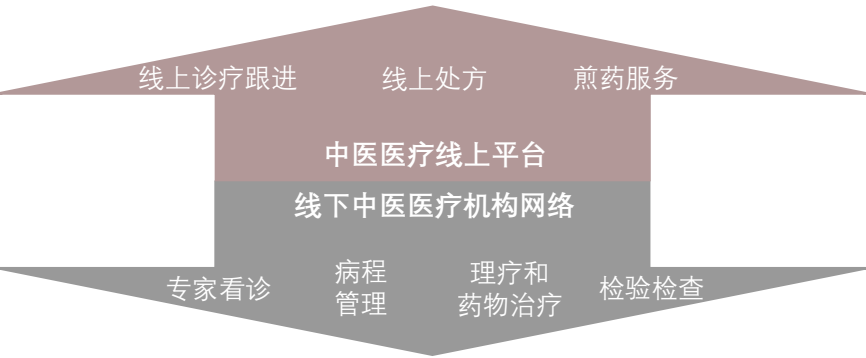 线上诊疗跟进 线上处方 煎药服务
中医医疗线上平台
线下中医医疗机构网络
专家看诊
病程
管理
理疗和
药物治疗
检验检查